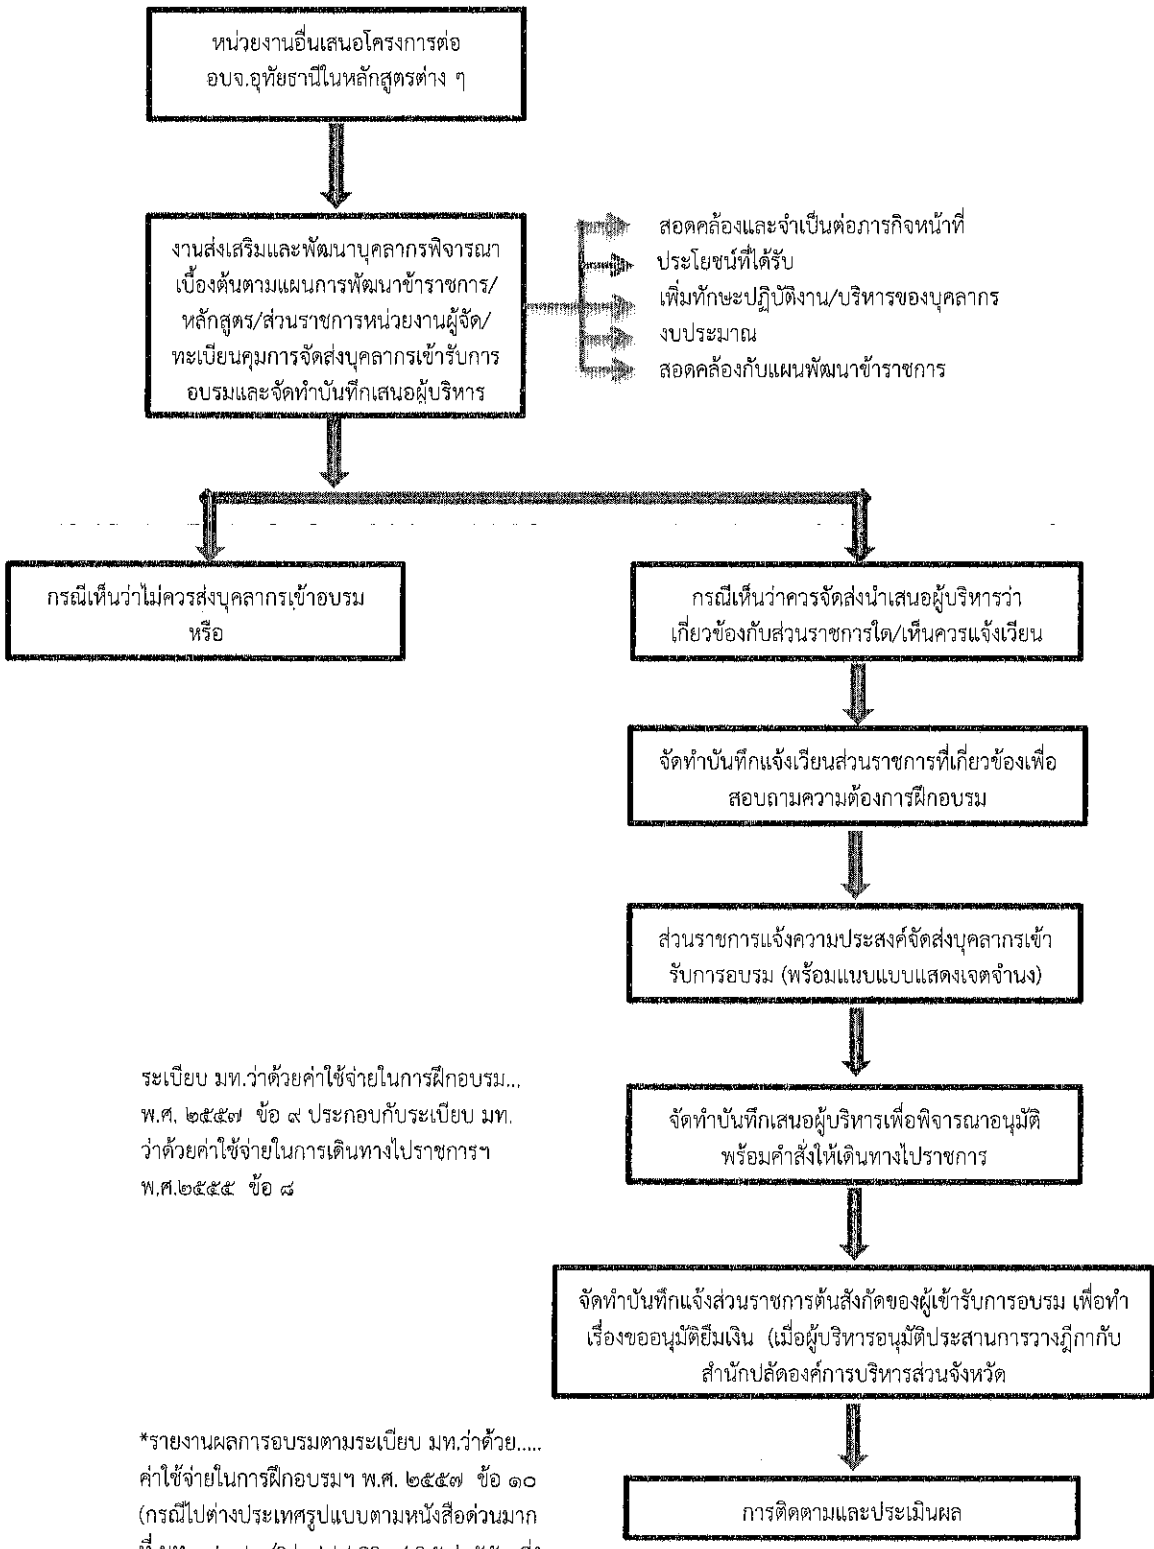 หน่วยงานอื่นเสนอโครงการต่อ
อบจ.อุทัยธานีในหลักสูตรต่าง ๆ
งานส่งเสริมและพัฒนาบุคลากรพิจารณา
เบื้องต้นตามแผนการพัฒนาข้าราชการ/
หลักสูตร/ส่วนราชการหน่วยงานผู้จัด/
ทะเบียนคุมการจัดส่งบุคลากรเข้ารับการ
อบรมและจัดทำบันทึกเสนอผู้บริหาร
สอดคล้องและจำเป็นต่อภารกิจหน้าที่
ประโยชน์ที่ได้รับ
เพิ่มทักษะปฏิบัติงาน/บริหารของบุคลากร
งบประมาณ
สอดคล้องกับแผนพัฒนาข้าราชการ
กรณีเห็นว่าไม่ควรส่งบุคลากรเข้าอบรม
หรือ
กรณีเห็นว่าควรจัดส่งนำเสนอผู้บริหารว่า
เกี่ยวข้องกับส่วนราชการใด/เห็นควรแจ้งเวียน
จัดทำบันทึกแจ้งเวียนส่วนราชการที่เกี่ยวข้องเพื่อ
สอบถามความต้องการฝึกอบรม
ส่วนราชการแจ้งความประสงค์จัดส่งบุคลากรเข้า
รับการอบรม (พร้อมแนบแบบแสดงเจตจำนง)
ระเบียบ มท.ว่าด้วยค่าใช้จ่ายในการฝึกอบรม...
พ.ศ. ๒๕๕๗ ข้อ ๙ ประกอบกับระเบียบ มท.
ว่าด้วยค่าใช้จ่ายในการเดินทางไปราชการฯ
พ.ศ.๒๕๕๕ ข้อ ๘
จัดทำบันทึกเสนอผู้บริหารเพื่อพิจารณาอนุมัติ
พร้อมคำสั่งให้เดินทางไปราชการ
จัดทำบันทึกแจ้งส่วนราชการต้นสังกัดของผู้เข้ารับการอบรม เพื่อทำ
เรื่องขออนุมัติยืมเงิน (เมื่อผู้บริหารอนุมัติประสานการวางฎีกากับ
สำนักปลัดองค์การบริหารส่วนจังหวัด
*รายงานผลการอบรมตามระเบียบ มท.ว่าด้วย.....
ค่าใช้จ่ายในการฝึกอบรมฯ พ.ศ. ๒๕๕๗ ข้อ ๑๐
(กรณีไปต่างประเทศรูปแบบตามหนังสือด่วนมาก
การติดตามและประเมินผล